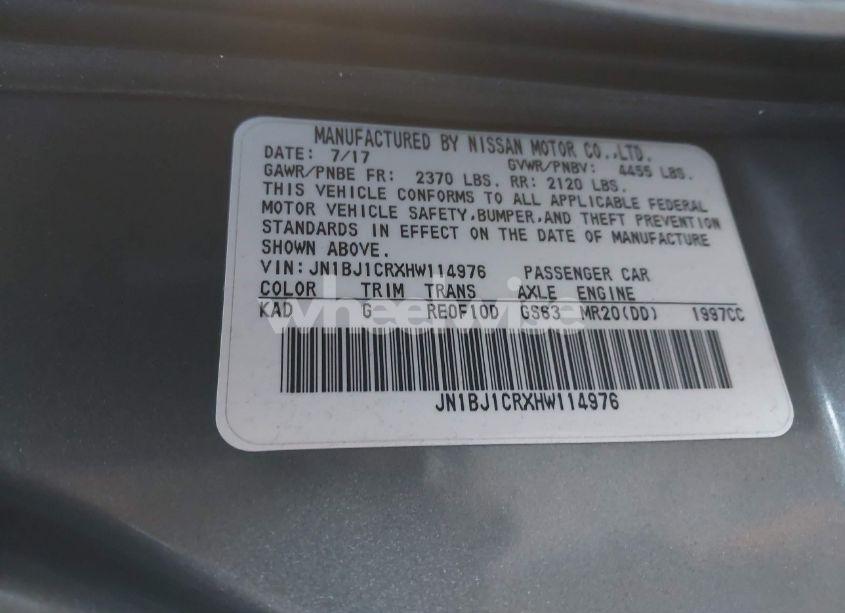 MANUFACTURED BY NISSAN MOTOR CO.,LTD.
DATE: 7/17 GVWR/PNBV: 4455 LBS.
GAWR/PNBE FR: 2370 LBS. RR: 2120 LBS.
THIS VEHICLE CONFORMS TO ALL APPLICABLE FEDERAL
MOTOR VEHICLE SAFETY,BUMPER,AND THEFT PREVENTION
STANDARDS IN EFFECT ON THE DATE OF MANUFACTURE
SHOWN ABOVE.
VIN:JN1BJ1CRXHW114976 PASSENGER CAR
COLOR TRIM TRANS AXLE ENGINE
KAD G RE0F10D GS63 MR20(DD) 1997CC
wheelwise
JN1BJ1CRXHW114976